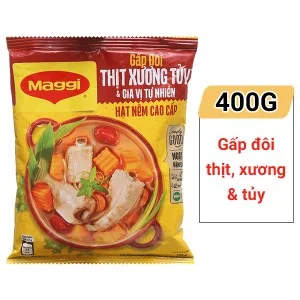 Gấp đôi
THỊT XƯƠNG TỦY
& GIA VỊ TỰ NHIÊN
HẠT NÊM CAO CẤP
Maggi
400G
Gấp đôi
thịt, xương
& tủy